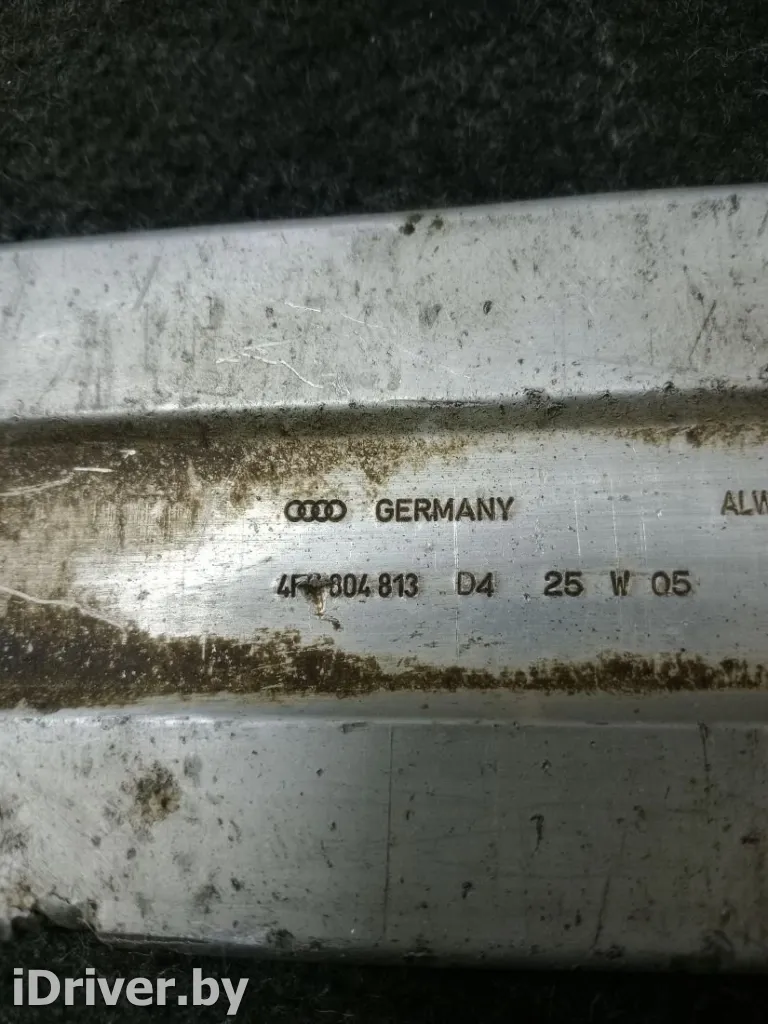 GERMANY ALW
804 813 D4 25 W 05
iDriver.by